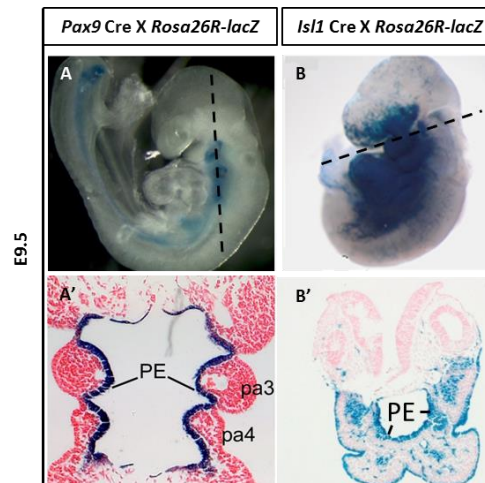 Pax9 Cre X Rosa26R-lacZ
Isl1 Cre X Rosa26R-lacZ
E9.5
A
B
A’
PE
pa3
pa4
B’
PE